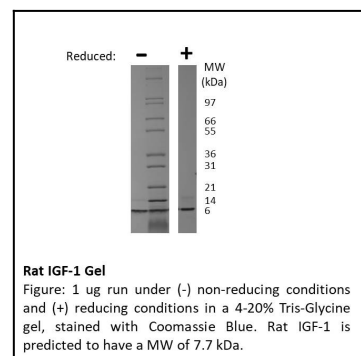 Reduced: - +
MW
(kDa)
97
66
55
36
31
21
14
6
Rat IGF-1 Gel
Figure: 1 ug run under (-) non-reducing conditions
and (+) reducing conditions in a 4-20% Tris-Glycine
gel, stained with Coomassie Blue. Rat IGF-1 is
predicted to have a MW of 7.7 kDa.